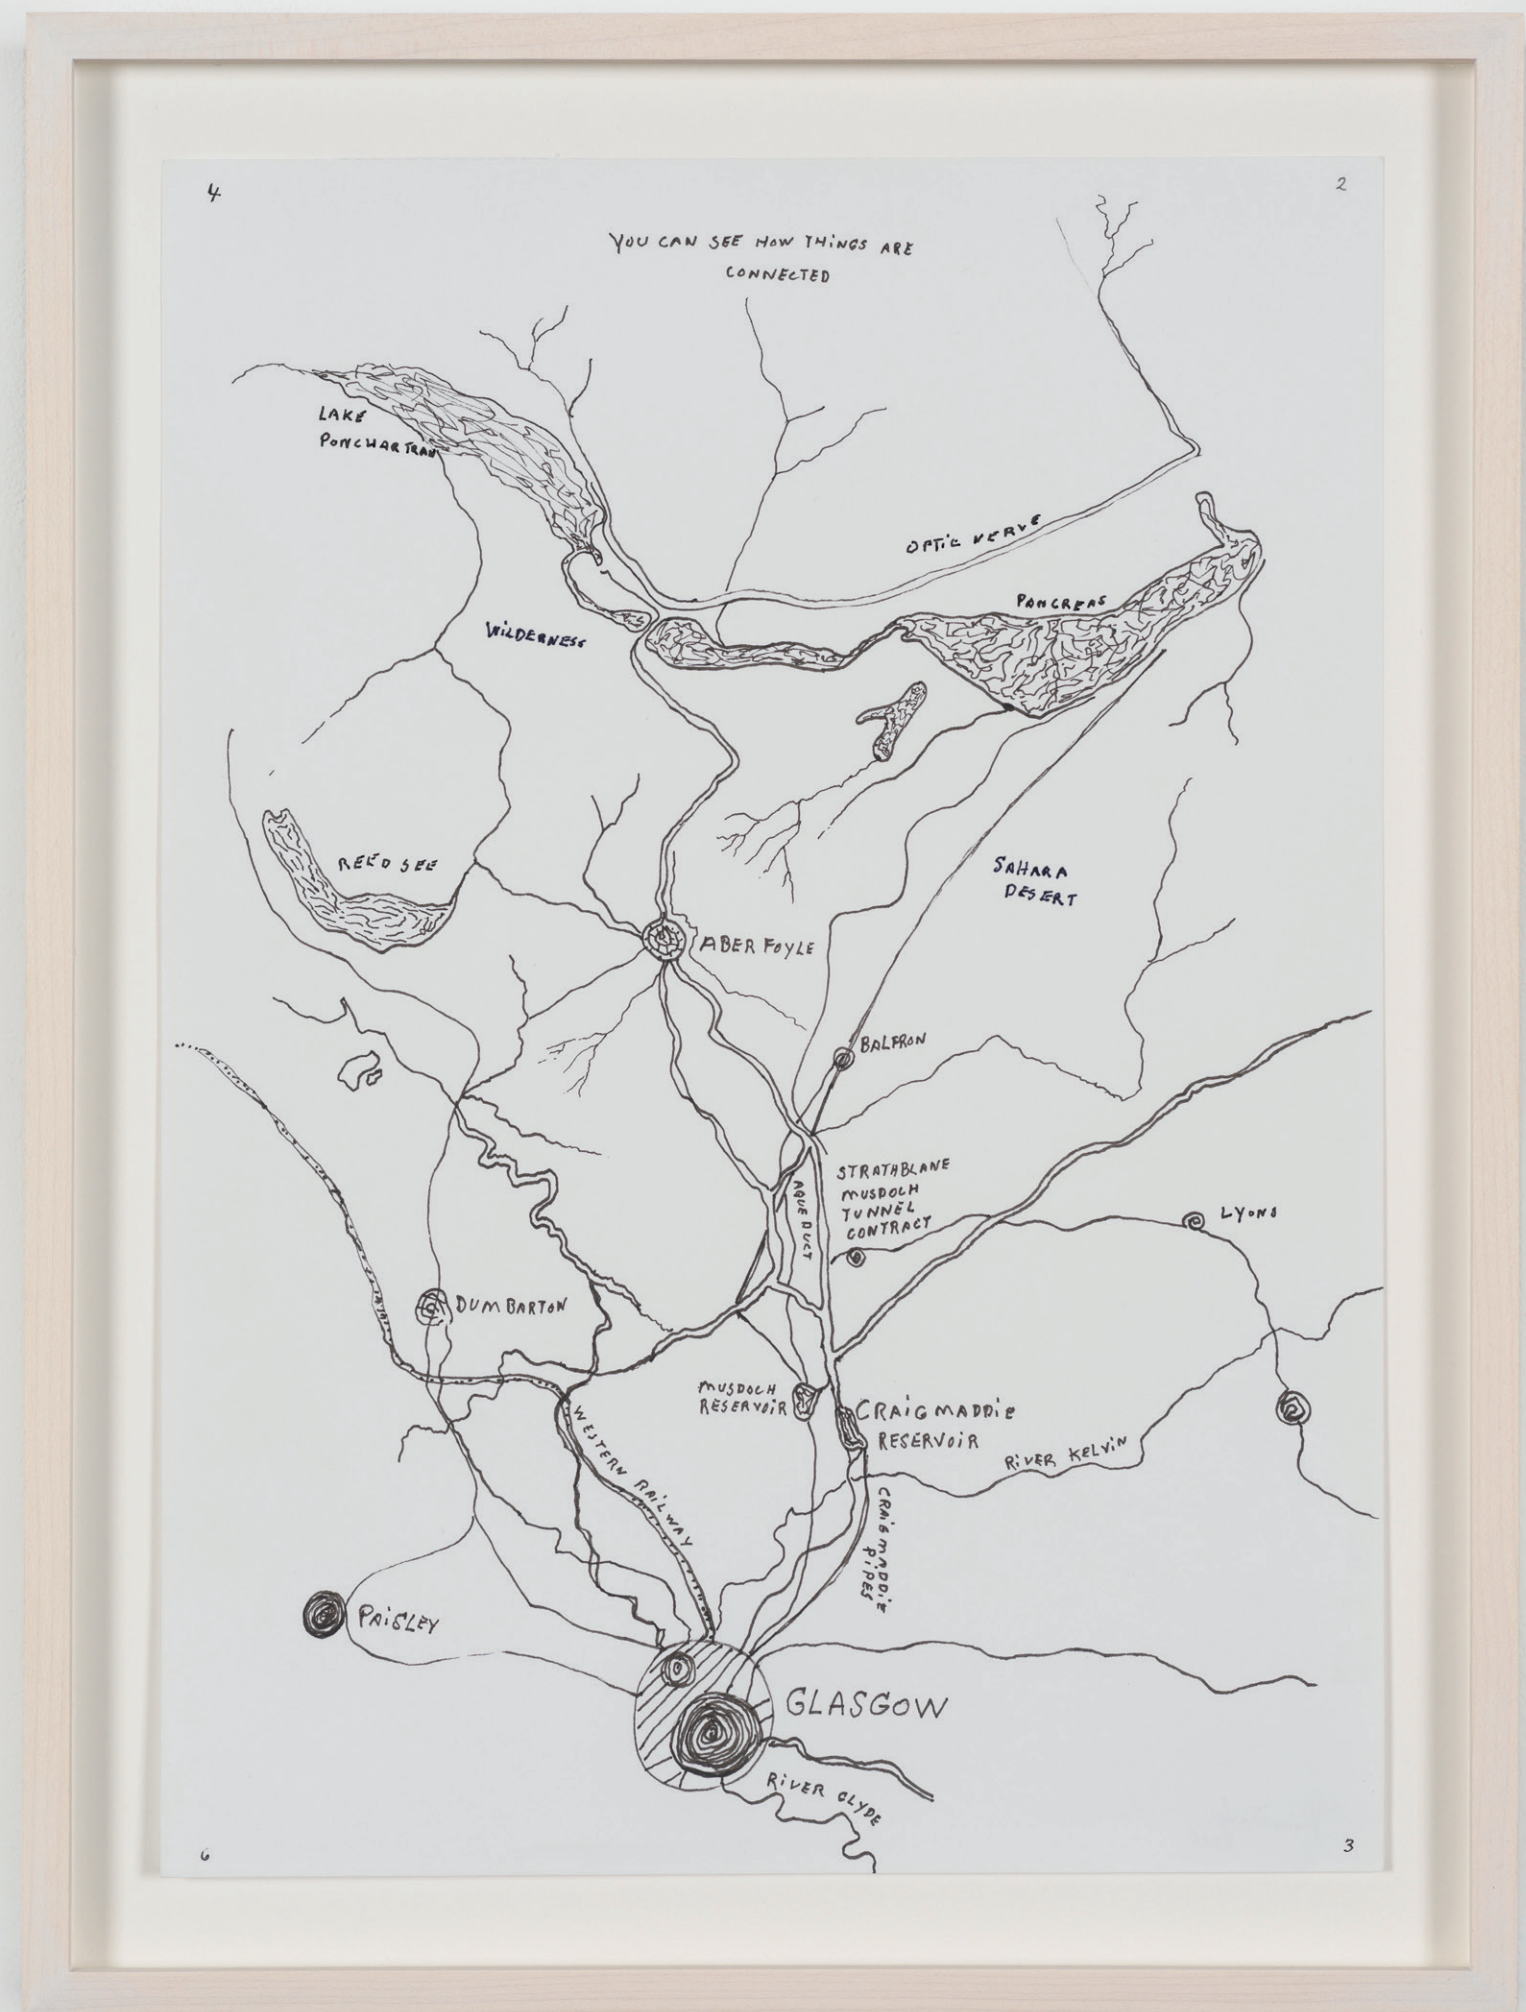 4
2
YOU CAN SEE HOW THINGS ARE
CONNECTED
LAKE
PONCHARTRAN
OPTIC NERVE
PANCREAS
WILDERNESS
REED SEE
SAHARA
DESERT
ABERFOYLE
BALFRON
STRATHBLANE
MUSDOCH
TUNNEL
CONTRACT
AQUEDUCT
LYONS
DUMBARTON
MUSDOCH
RESERVOIR
CRAIGMADDIE
RESERVOIR
WESTERN RAILWAY
RIVER KELVIN
CRAIGMADDIE
PIPES
PAISLEY
GLASGOW
RIVER CLYDE
6
3